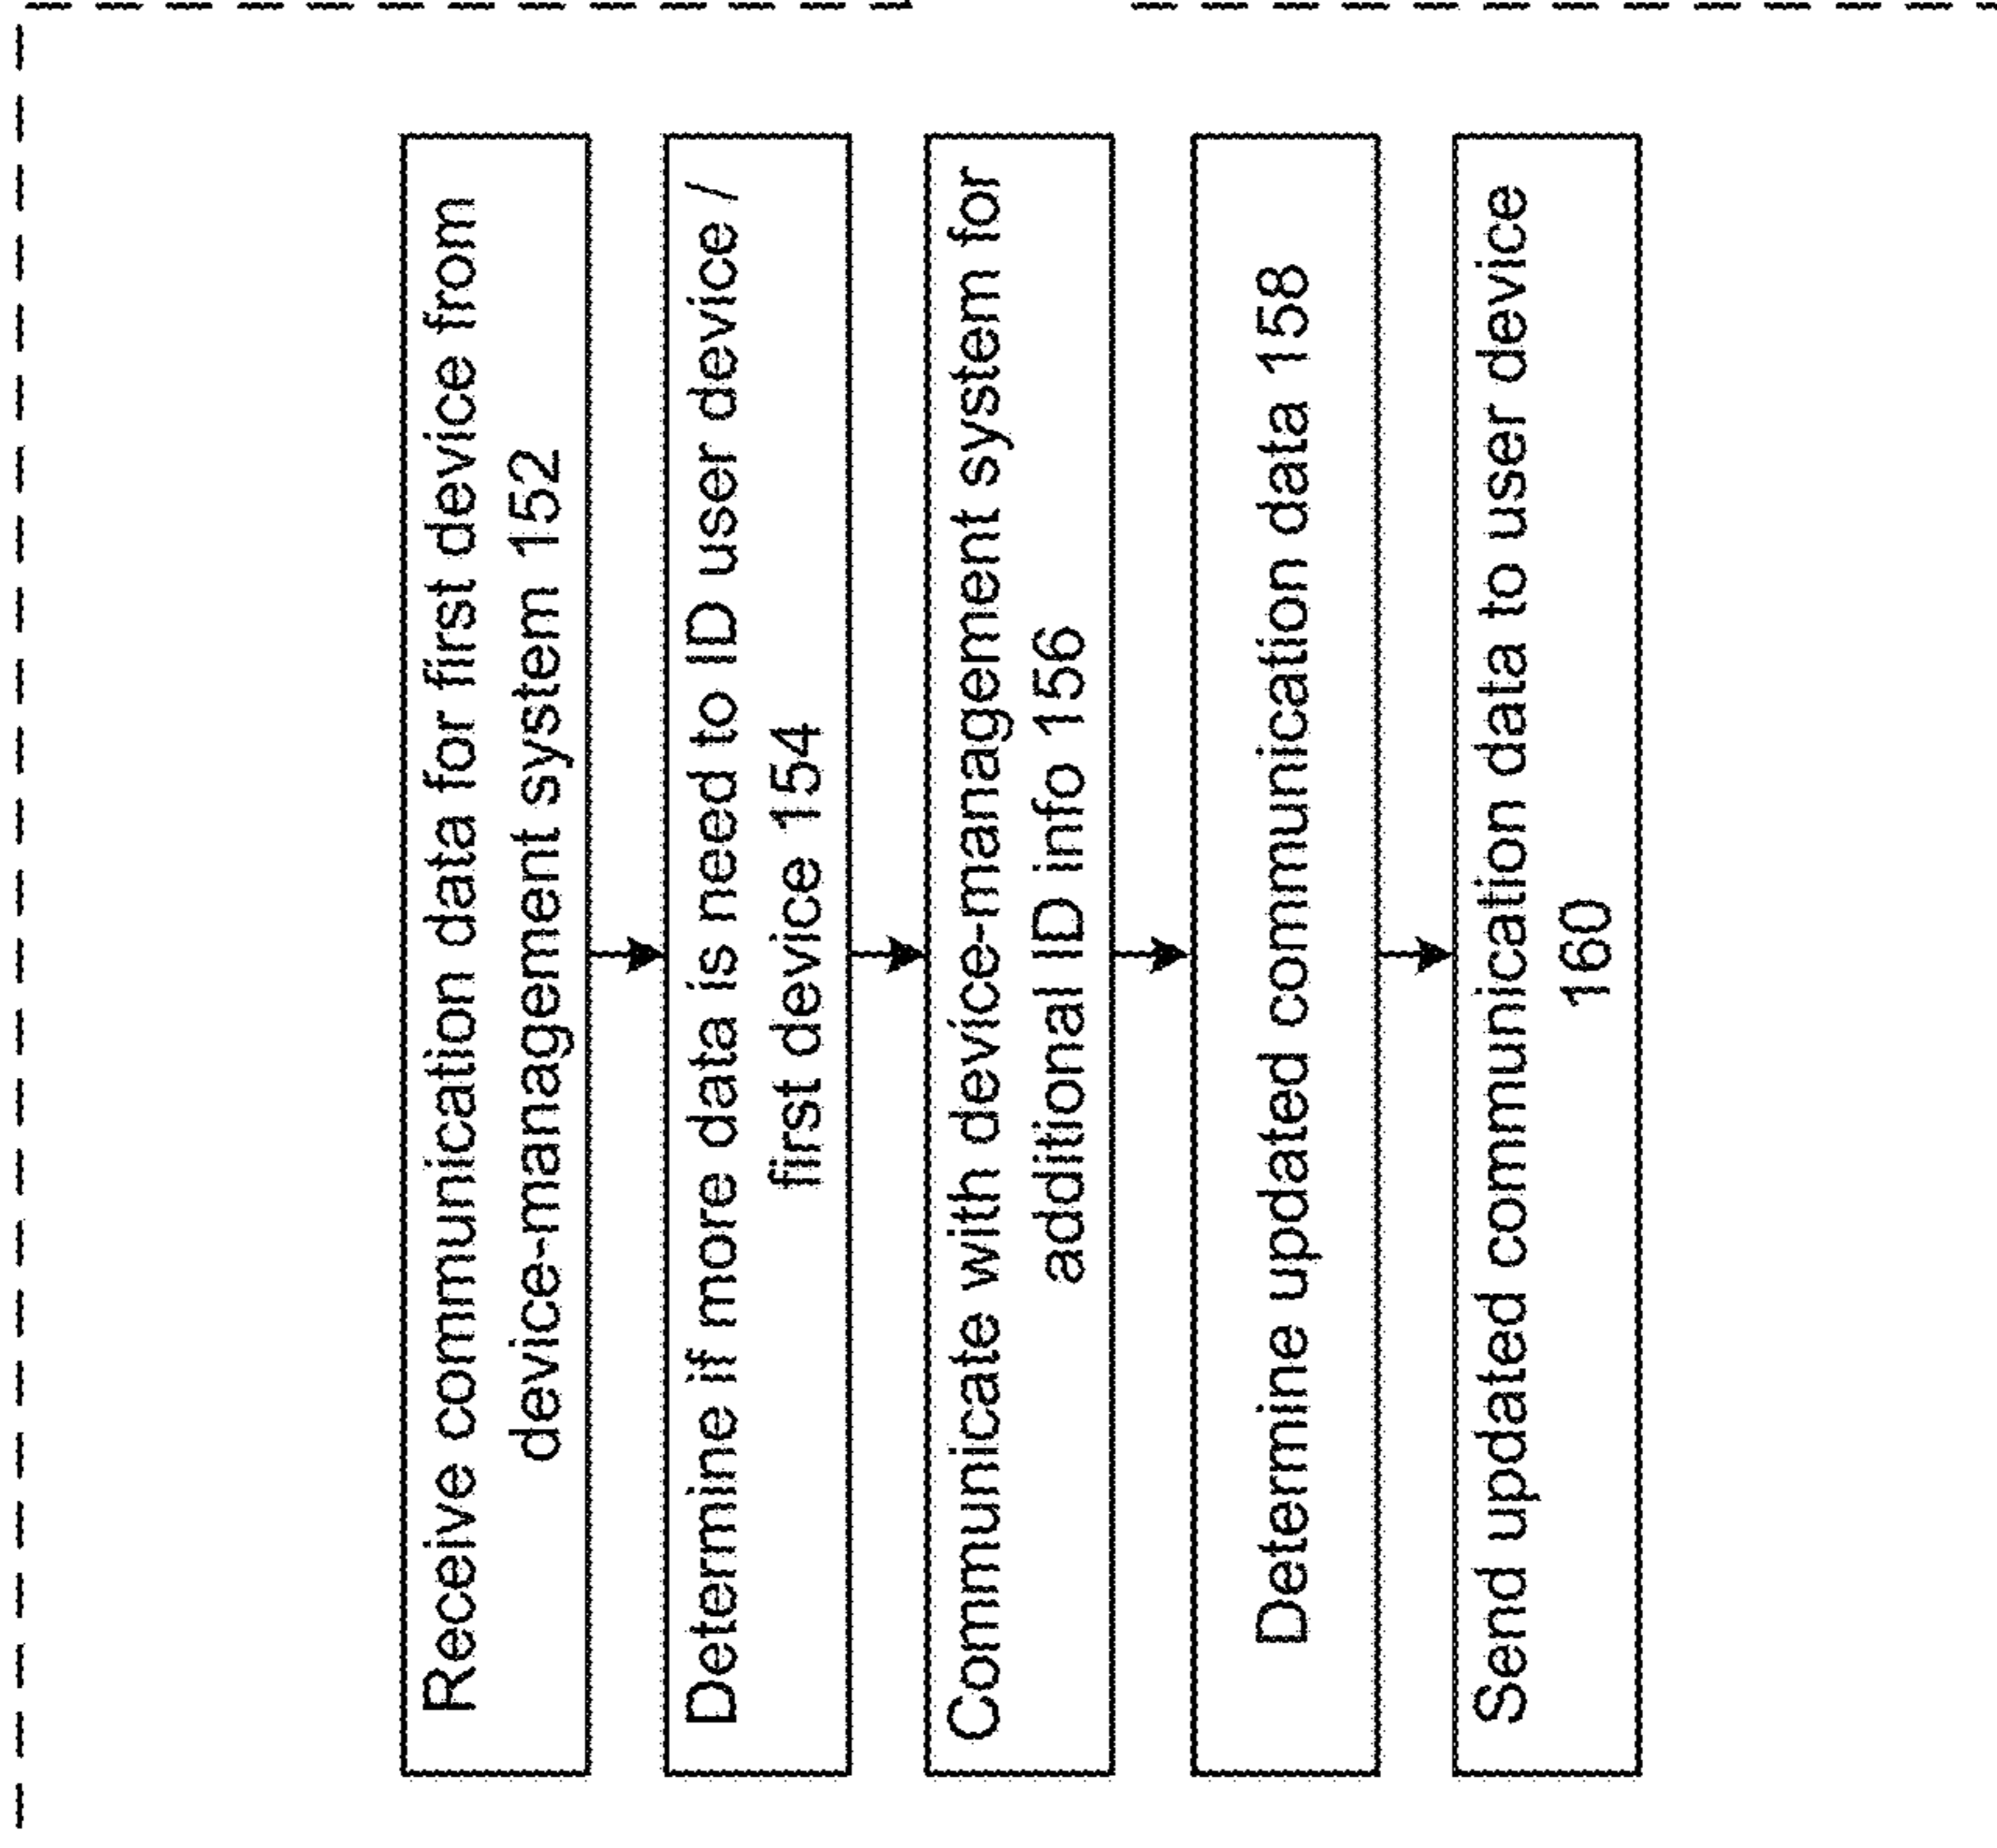 Receive communication data for first device from
device-management system 152
Determine if more data is need to ID user device /
first device 154
Communicate with device-management system for
additional ID info 156
Determine updated communication data 158
Send updated communication data to user device
160